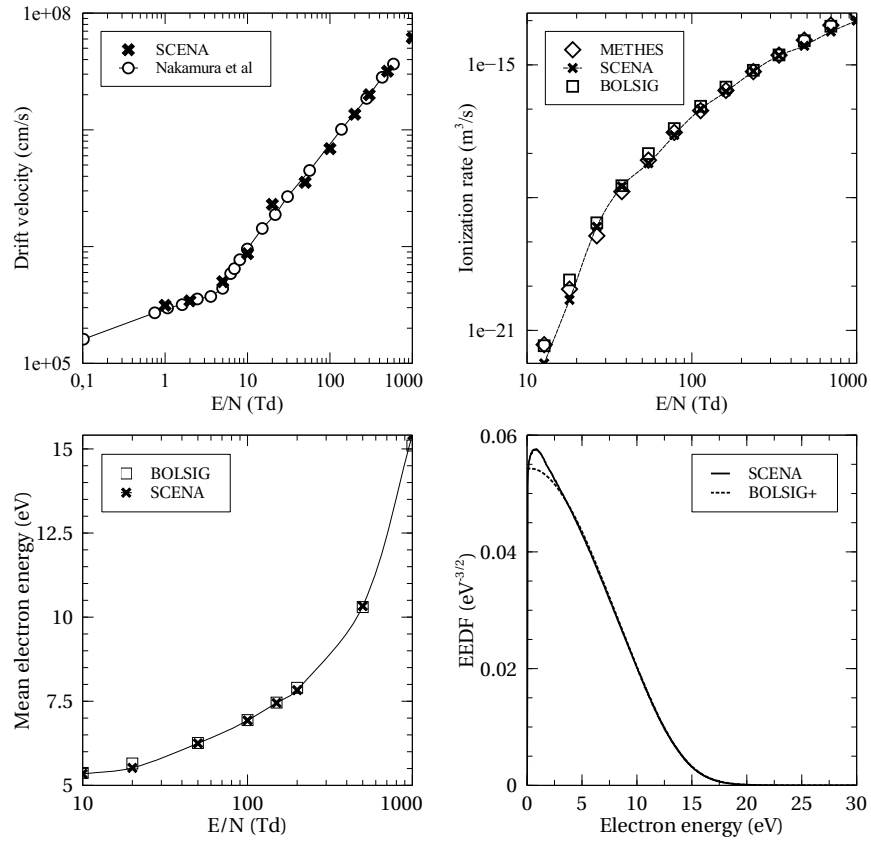 1e+08
SCENA
Nakamura et al
Drift velocity (cm/s)
1e+05
0,1
1
10
100
1000
E/N (Td)
METHES
SCENA
BOLSIG
1e-15
Ionization rate (m³/s)
1e-21
10
100
1000
E/N (Td)
15
BOLSIG
SCENA
12.5
Mean electron energy (eV)
10
7.5
5
10
100
1000
E/N (Td)
0.06
SCENA
BOLSIG+
0.04
EEDF (eV^-3/2)
0.02
0
0
5
10
15
20
25
30
Electron energy (eV)